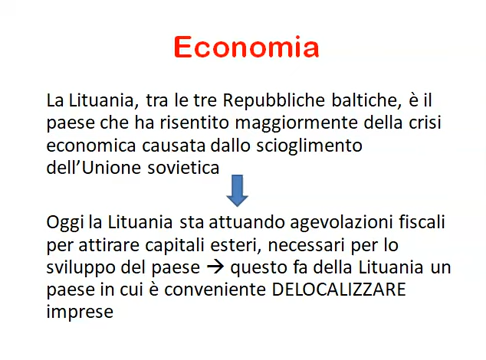 Economia
La Lituania, tra le tre Repubbliche baltiche, è il
paese che ha risentito maggiormente della crisi
economica causata dallo scioglimento
dell’Unione sovietica
Oggi la Lituania sta attuando agevolazioni fiscali
per attirare capitali esteri, necessari per lo
sviluppo del paese → questo fa della Lituania un
paese in cui è conveniente DELOCALIZZARE
imprese